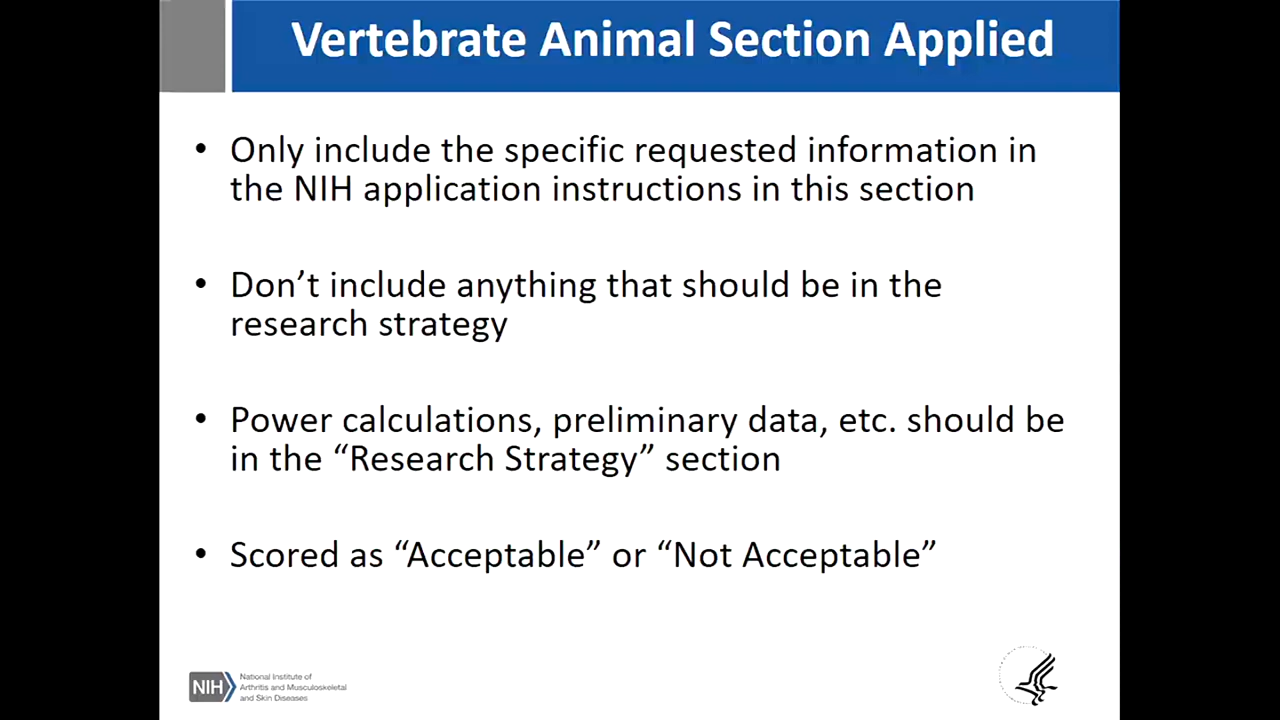 Vertebrate Animal Section Applied
• Only include the specific requested information in
the NIH application instructions in this section
• Don’t include anything that should be in the
research strategy
• Power calculations, preliminary data, etc. should be
in the “Research Strategy” section
• Scored as “Acceptable” or “Not Acceptable”
NIH
National Institute of
Arthritis and Musculoskeletal
and Skin Diseases